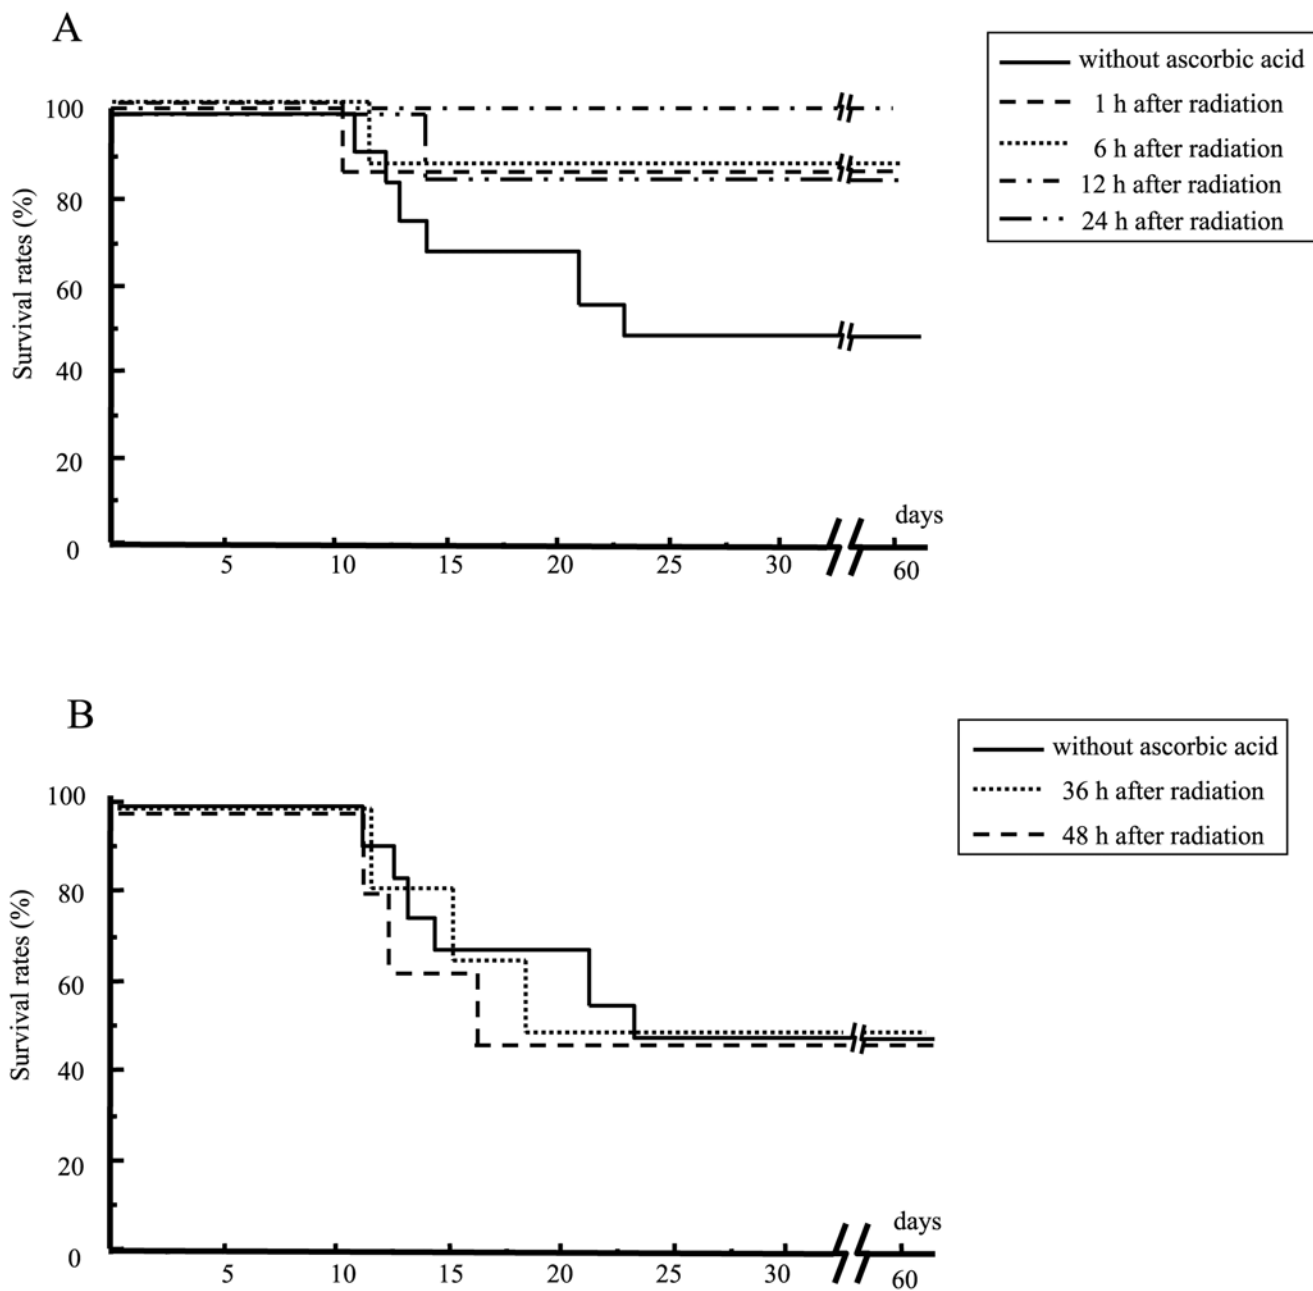 A
without ascorbic acid
1 h after radiation
6 h after radiation
12 h after radiation
24 h after radiation
Survival rates (%)
100
80
60
40
20
0
days
5 10 15 20 25 30 60
B
without ascorbic acid
36 h after radiation
48 h after radiation
Survival rates (%)
100
80
60
40
20
0
days
5 10 15 20 25 30 60